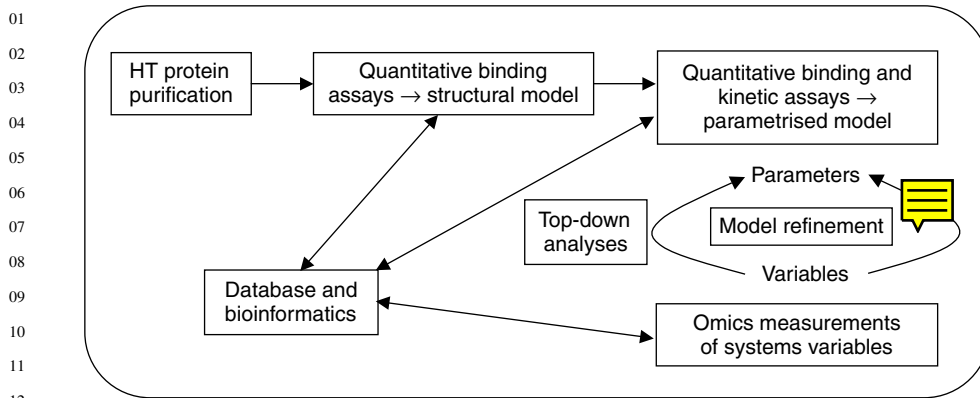 01
02
03
04
05
06
07
08
09
10
11
12
HT protein
purification
Quantitative binding
assays → structural model
Quantitative binding and
kinetic assays →
parametrised model
Parameters
Top-down
analyses
Model refinement
Variables
Database and
bioinformatics
Omics measurements
of systems variables